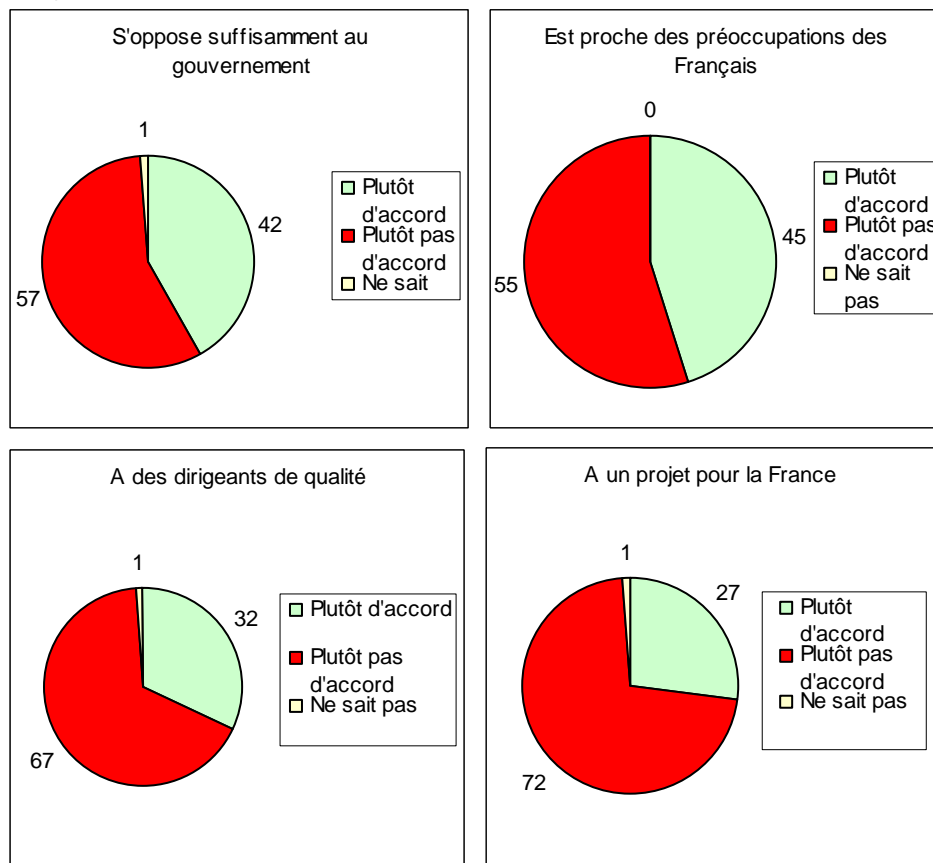 S'oppose suffisamment au
gouvernement
1
42
57
Plutôt
d'accord
Plutôt pas
d'accord
Ne sait
Est proche des préoccupations des
Français
0
45
55
Plutôt
d'accord
Plutôt pas
d'accord
Ne sait
pas
A des dirigeants de qualité
1
32
67
Plutôt d'accord
Plutôt pas
d'accord
Ne sait pas
A un projet pour la France
1
27
72
Plutôt
d'accord
Plutôt pas
d'accord
Ne sait pas